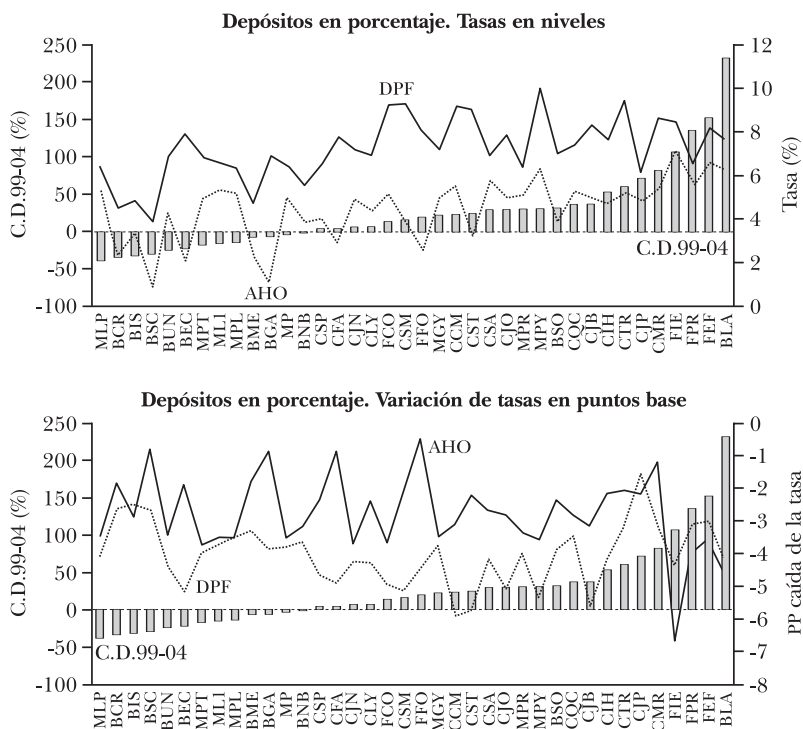 Depósitos en porcentaje. Tasas en niveles
C.D.99-04 (%)
250
200
150
100
50
0
-50
-100
DPF
AHO
C.D.99-04
12
10
8
6
4
2
0
Tasa (%)
MLP BCR BIS BSC BUN BEC MPT ML1 MPL BME BGA MP BNB CSP CFA CJN CLY FCO CSM FFO MGY CCM CST CSA CJO MPR MPY BSO CQC CJB CIH CTR CJP CMR FIE FPR FEF BLA
Depósitos en porcentaje. Variación de tasas en puntos base
C.D.99-04 (%)
250
200
150
100
50
0
-50
-100
AHO
DPF
C.D.99-04
-0
-1
-2
-3
-4
-5
-6
-7
-8
PP caída de la tasa
MLP BCR BIS BSC BUN BEC MPT ML1 MPL BME BGA MP BNB CSP CFA CJN CLY FCO CSM FFO MGY CCM CST CSA CJO MPR MPY BSO CQC CJB CIH CTR CJP CMR FIE FPR FEF BLA